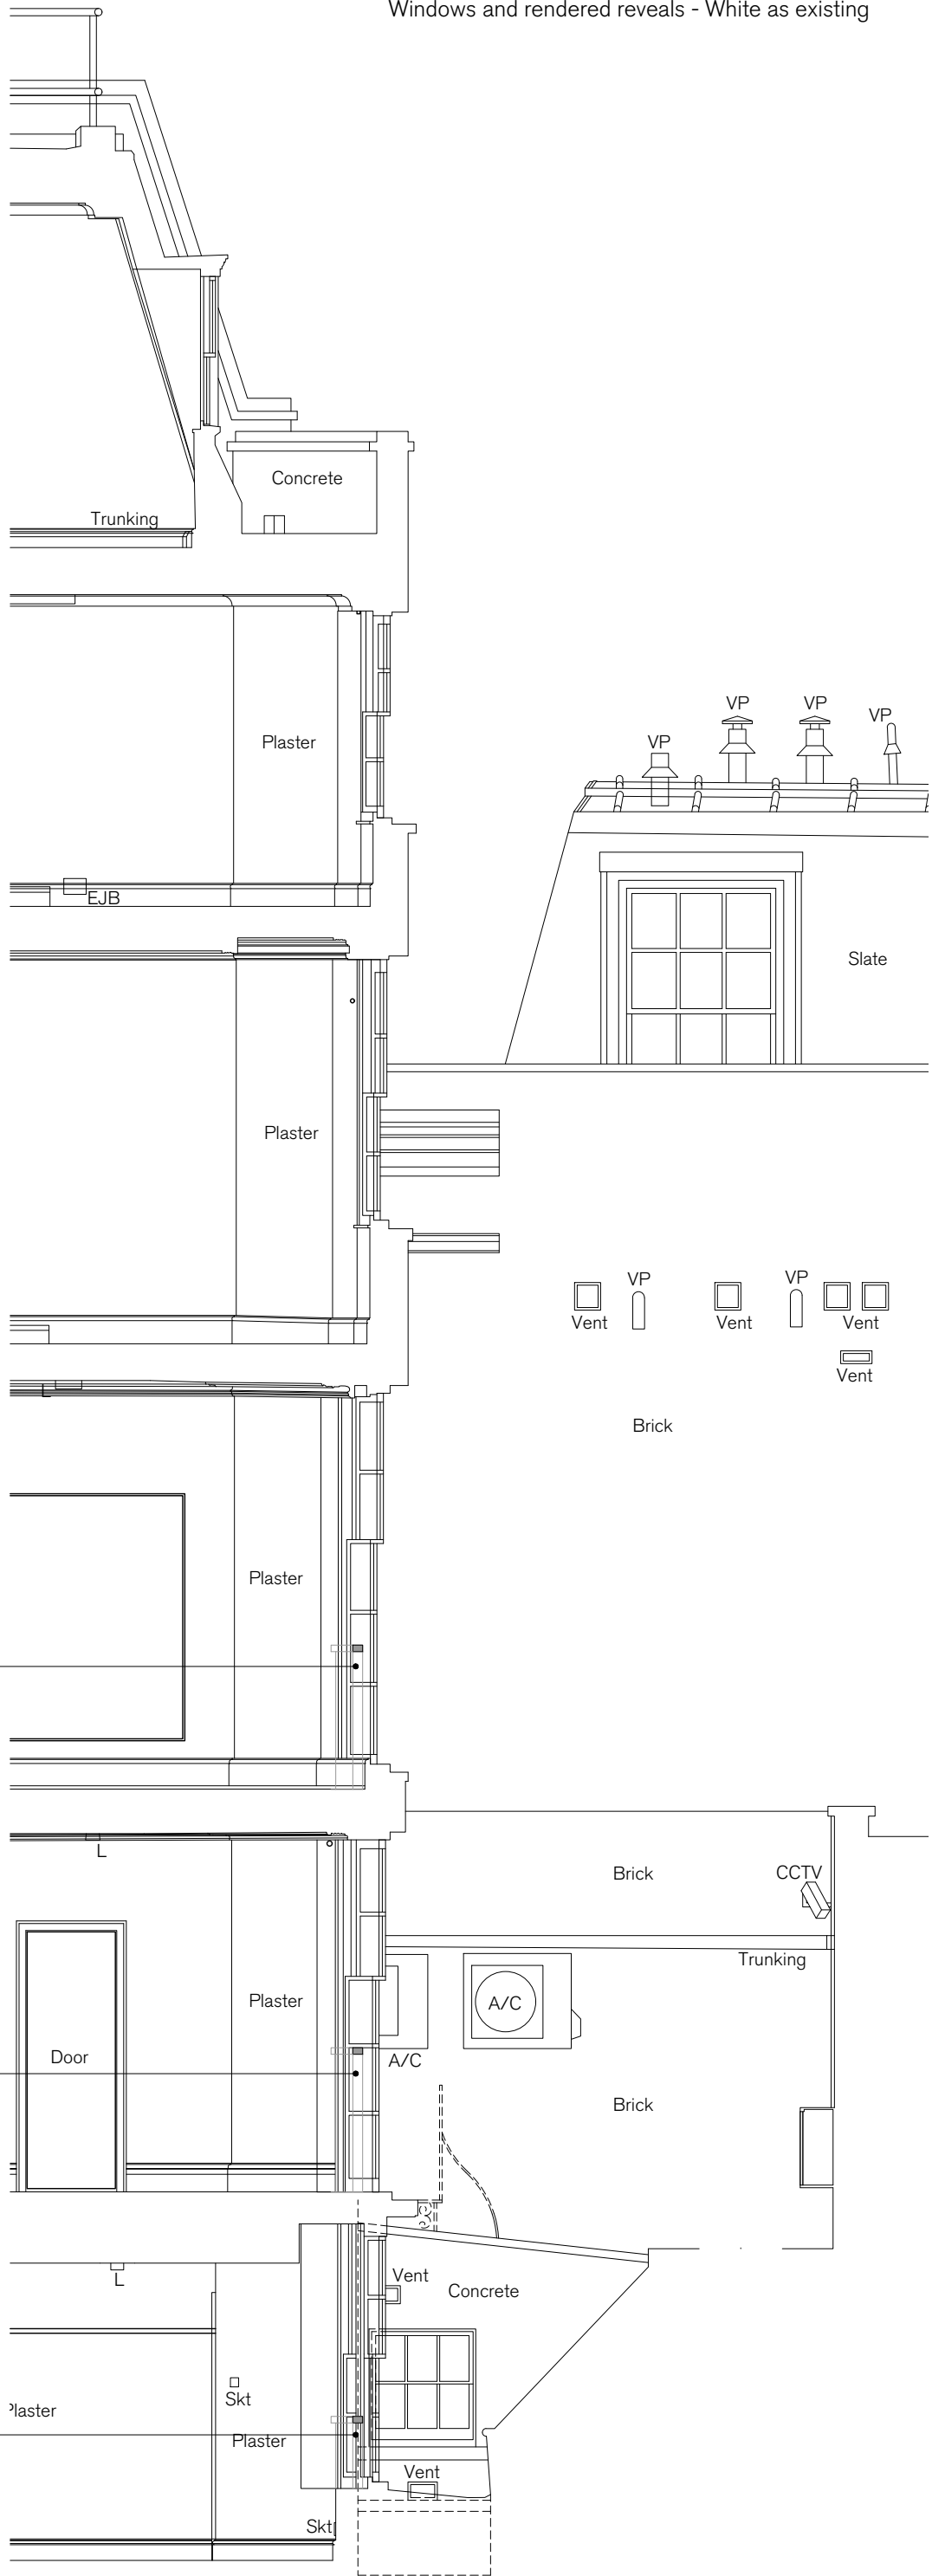 Windows and rendered reveals - White as existing
Concrete
Trunking
VP
VP
VP
VP
Plaster
EJB
Slate
Plaster
VP
VP
Vent
Vent
Vent
Vent
L
Brick
Plaster
L
Brick
CCTV
Trunking
Plaster
A/C
Door
A/C
Brick
L
Vent
Concrete
Skt
Plaster
Plaster
Vent
Skt